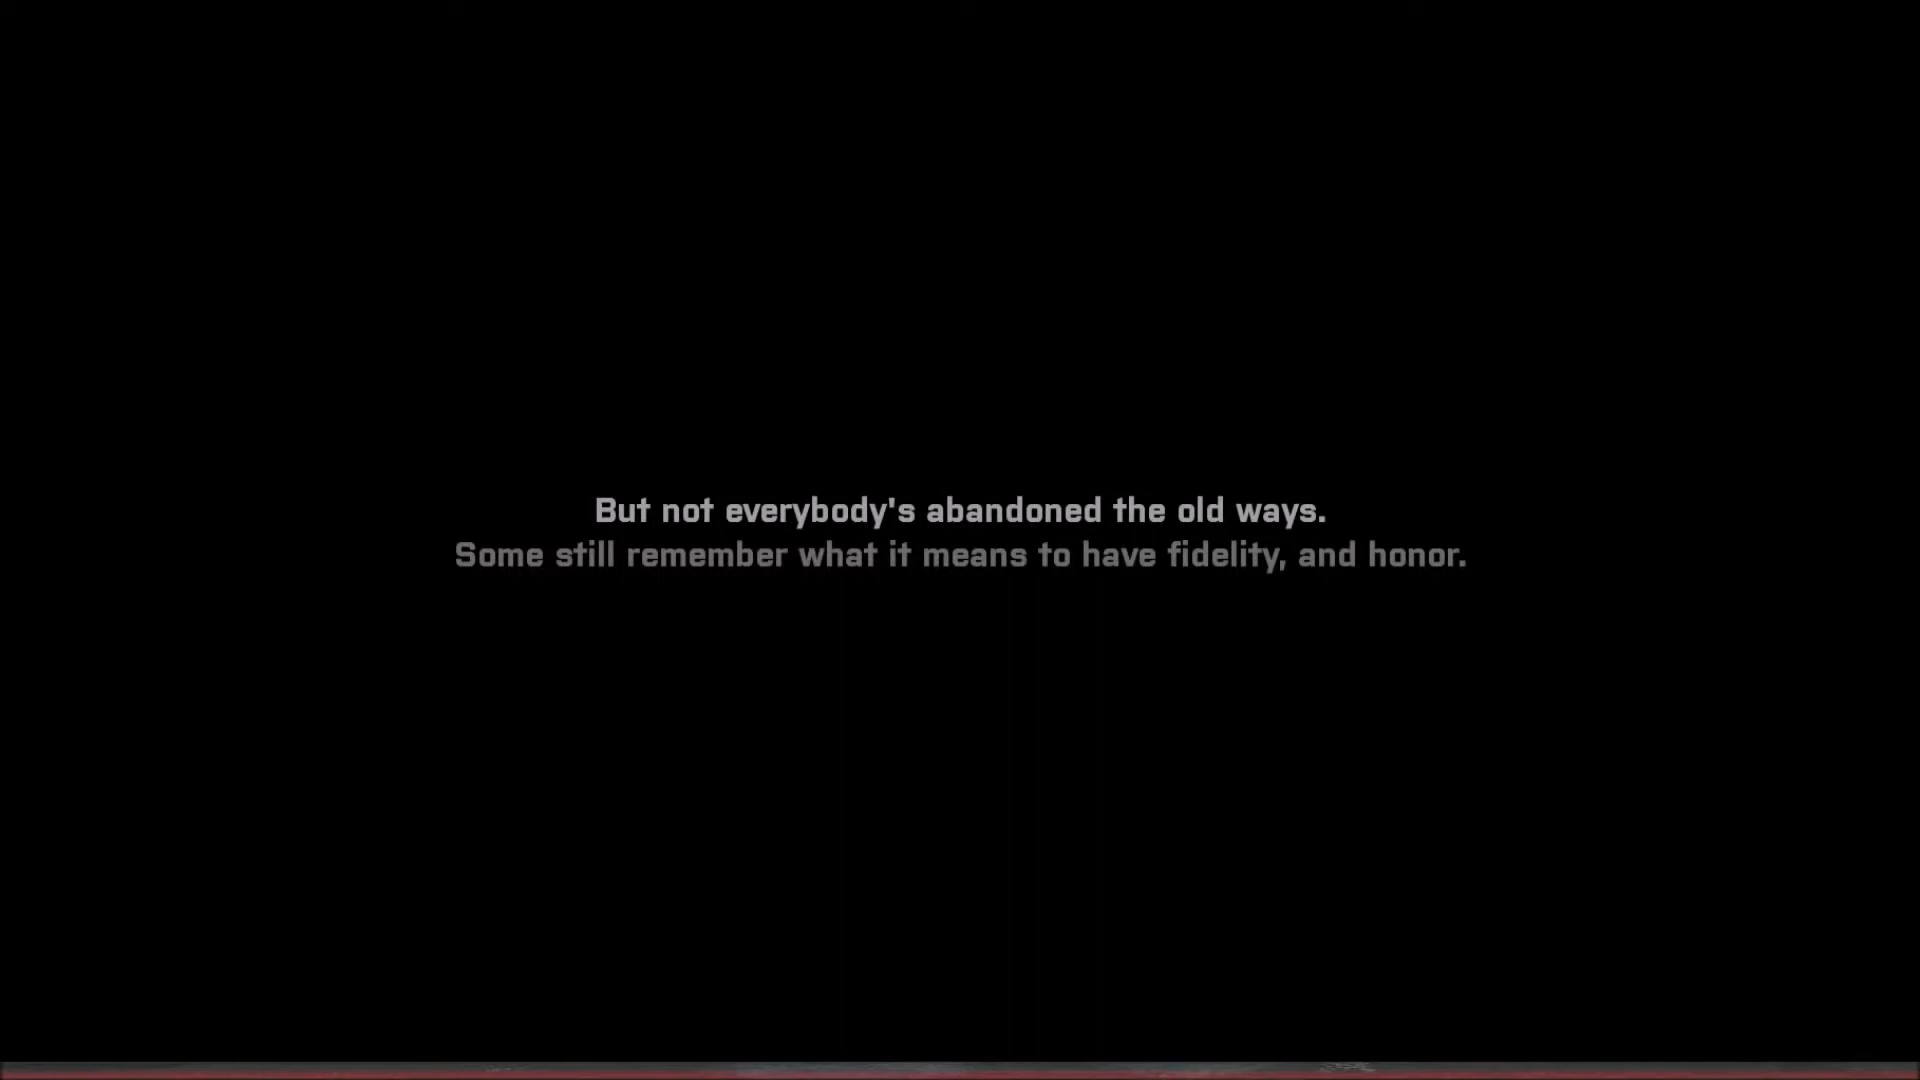 But not everybody's abandoned the old ways.
Some still remember what it means to have fidelity, and honor.